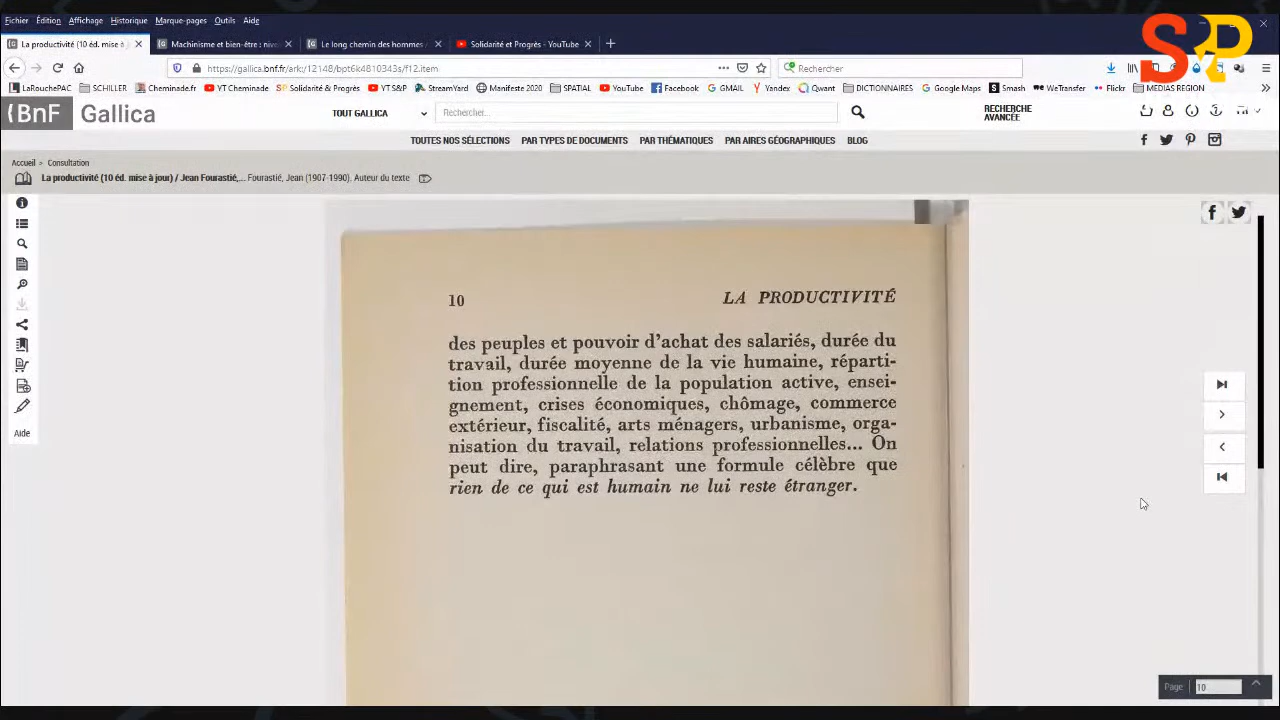 Fichier Édition Affichage Historique Marque-pages Outils Aide
La productivité (10 éd. mise à
Machinisme et bien-être : niv
Le long chemin des hommes /
Solidarité et Progrès - YouTube
https://gallica.bnf.fr/ark:/12148/bpt6k4810343s/f12.item
Rechercher
LaRouchePAC SCHILLER Cheminade.fr YT Cheminade Solidarité & Progrès YT S&P StreamYard Manifeste 2020 SPATIAL YouTube Facebook GMAIL Yandex Qwant DICTIONNAIRES Google Maps Smash WeTransfer Flickr MEDIAS REGION
SP
BnF Gallica
TOUT GALLICA
Rechercher...
RECHERCHE AVANCÉE
TOUTES NOS SÉLECTIONS PAR TYPES DE DOCUMENTS PAR THÉMATIQUES PAR AIRES GÉOGRAPHIQUES BLOG
Accueil > Consultation
La productivité (10 éd. mise à jour) / Jean Fourastié,... Fourastié, Jean (1907-1990). Auteur du texte
10 LA PRODUCTIVITÉ
des peuples et pouvoir d'achat des salariés, durée du
travail, durée moyenne de la vie humaine, réparti-
tion professionnelle de la population active, ensei-
gnement, crises économiques, chômage, commerce
extérieur, fiscalité, arts ménagers, urbanisme, orga-
nisation du travail, relations professionnelles... On
peut dire, paraphrasant une formule célèbre que
rien de ce qui est humain ne lui reste étranger.
Aide
Page 10